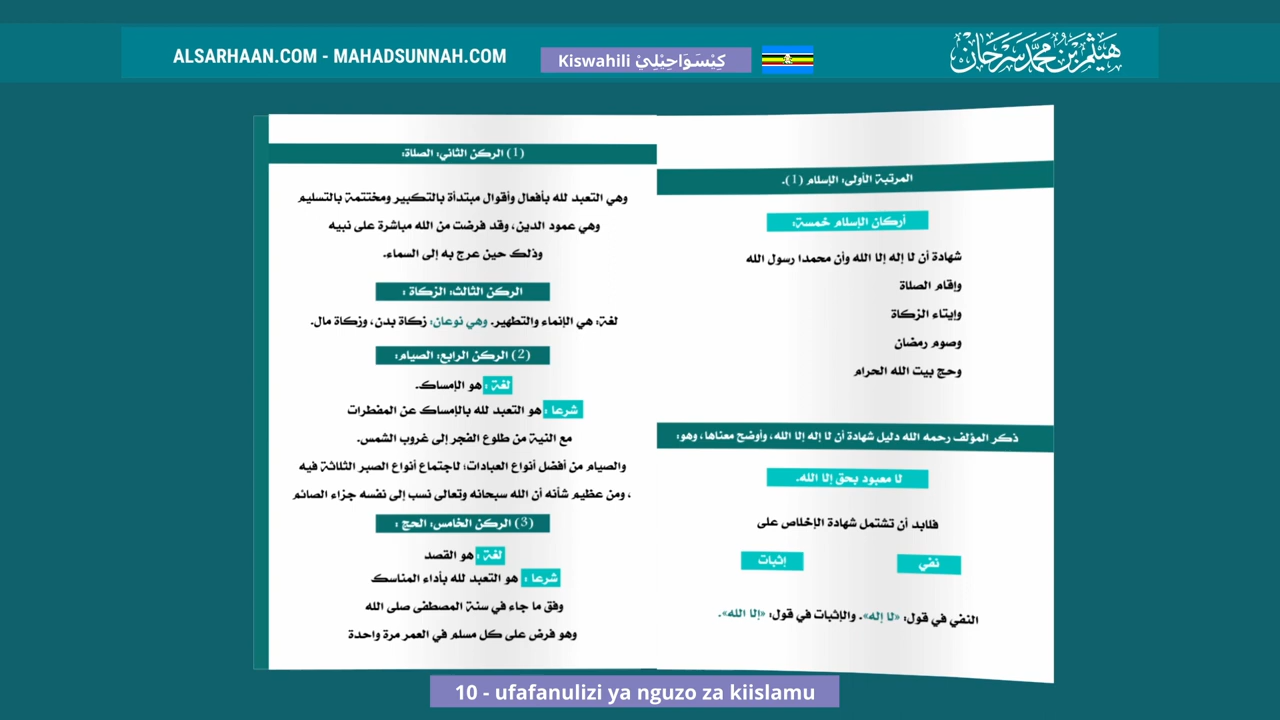 ALSARHAAN.COM - MAHADSUNNAH.COM
Kiswahili كِيْسَوَاحِيْلِيْ
هيثم بن محمد سرحان
المرتبة الأولى: الإسلام (1).
أركان الإسلام خمسة:
شهادة أن لا إله إلا الله وأن محمدا رسول الله
وإقام الصلاة
وإيتاء الزكاة
وصوم رمضان
وحج بيت الله الحرام
ذكر المؤلف رحمه الله دليل شهادة أن لا إله إلا الله، وأوضح معناها، وهو:
لا معبود بحق إلا الله.
فلابد أن تشتمل شهادة الإخلاص على
نفي
إثبات
النفي في قول: «لا إله». والإثبات في قول: «إلا الله».
(1) الركن الثاني: الصلاة:
وهي التعبد لله بأفعال وأقوال مبتدأة بالتكبير ومختتمة بالتسليم
وهي عمود الدين، وقد فرضت من الله مباشرة على نبيه
وذلك حين عرج به إلى السماء.
الركن الثالث: الزكاة :
لغة: هي الإنماء والتطهير. وهي نوعان: زكاة بدن، وزكاة مال.
(2) الركن الرابع: الصيام:
لغة : هو الإمساك.
شرعا : هو التعبد لله بالإمساك عن المفطرات
مع النية من طلوع الفجر إلى غروب الشمس.
والصيام من أفضل أنواع العبادات؛ لاجتماع أنواع الصبر الثلاثة فيه
، ومن عظيم شأنه أن الله سبحانه وتعالى نسب إلى نفسه جزاء الصائم
(3) الركن الخامس: الحج :
لغة : هو القصد
شرعا : هو التعبد لله بأداء المناسك
وفق ما جاء في سنة المصطفى صلى الله
وهو فرض على كل مسلم في العمر مرة واحدة
10 - ufafanulizi ya nguzo za kiislamu